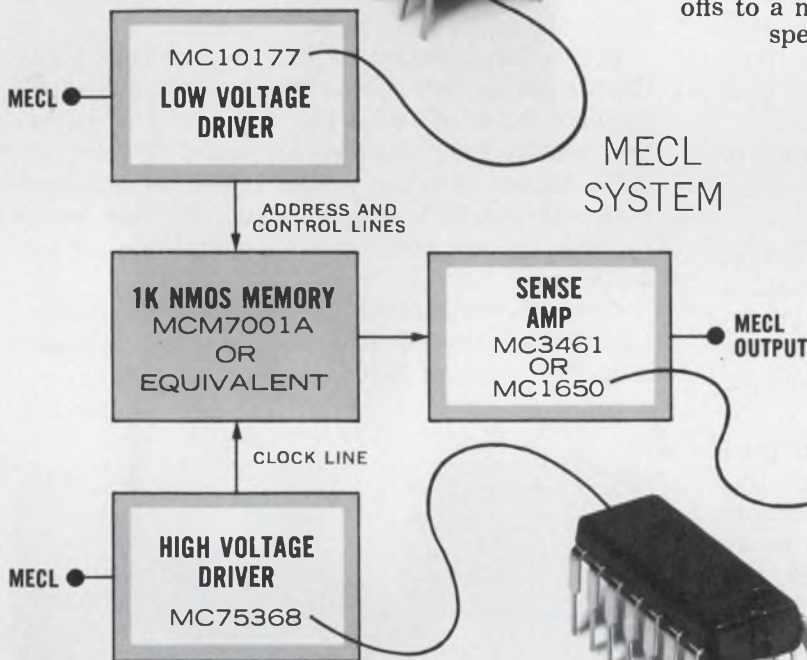 offs to a n
spe
MC10177
LOW VOLTAGE
DRIVER
MECL
MECL
SYSTEM
ADDRESS AND
CONTROL LINES
1K NMOS MEMORY
MCM7001A
OR
EQUIVALENT
SENSE
AMP
MC3461
OR
MC1650
MECL
OUTPUT
CLOCK LINE
HIGH VOLTAGE
DRIVER
MC75368
MECL